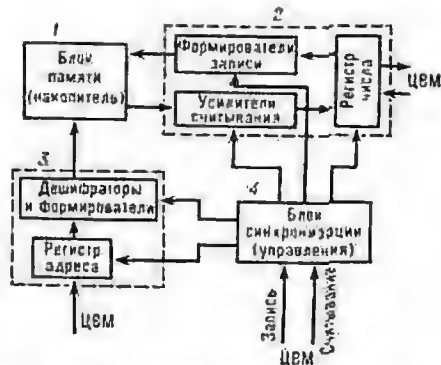 1
2
Блок
памяти
(накопитель)
Формирователи
записи
Усилители
считывания
Регистр
числа
ЦВМ
3
Дешифраторы
и формирователи
Регистр
адреса
ЦВМ
4
Блок
синхронизации
(управления)
Запись
Считывание
ЦВМ